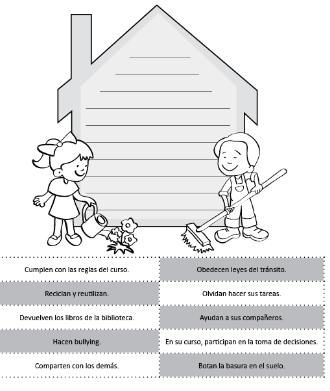 Cumplen con las reglas del curso.
Obedecen leyes del tránsito.
Reciclan y reutilizan.
Olvidan hacer sus tareas.
Devuelven los libros de la biblioteca.
Ayudan a sus compañeros.
Hacen bullying.
En su curso, participan en la toma de decisiones.
Comparten con los demás.
Botan la basura en el suelo.